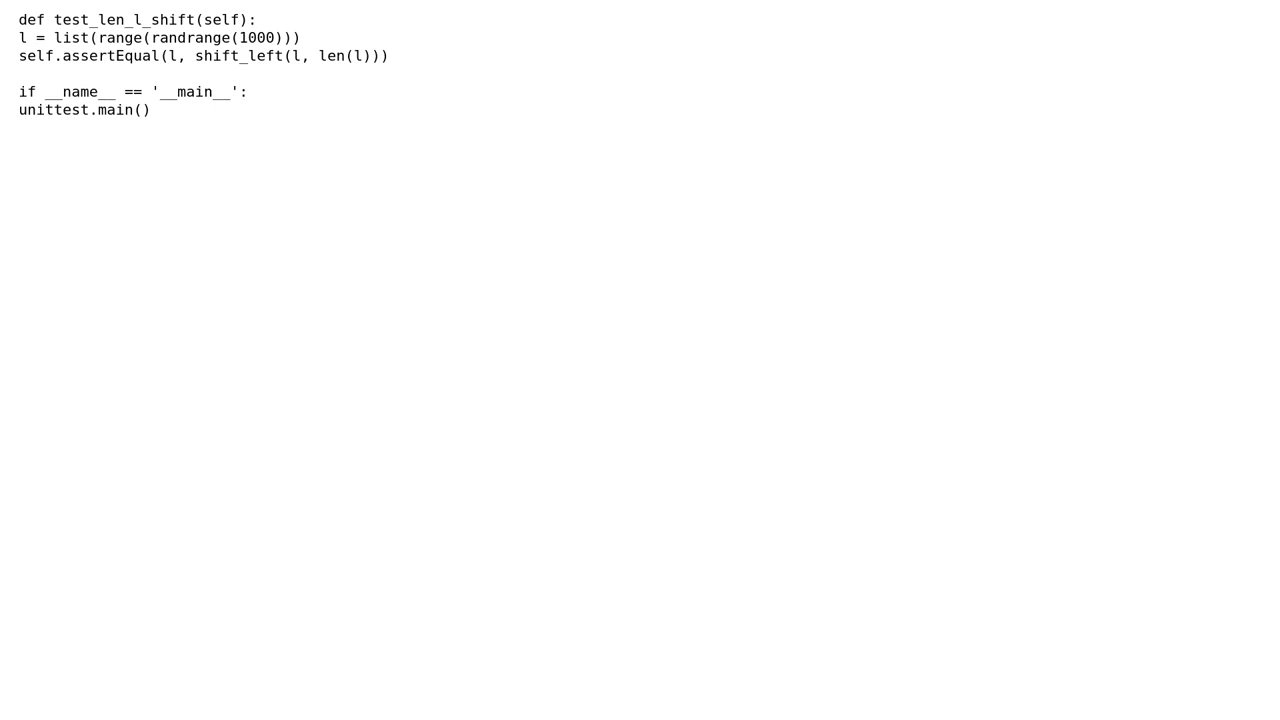 def test_len_l_shift(self):
l = list(range(randrange(1000)))
self.assertEqual(l, shift_left(l, len(l)))

if __name__ == '__main__':
unittest.main()